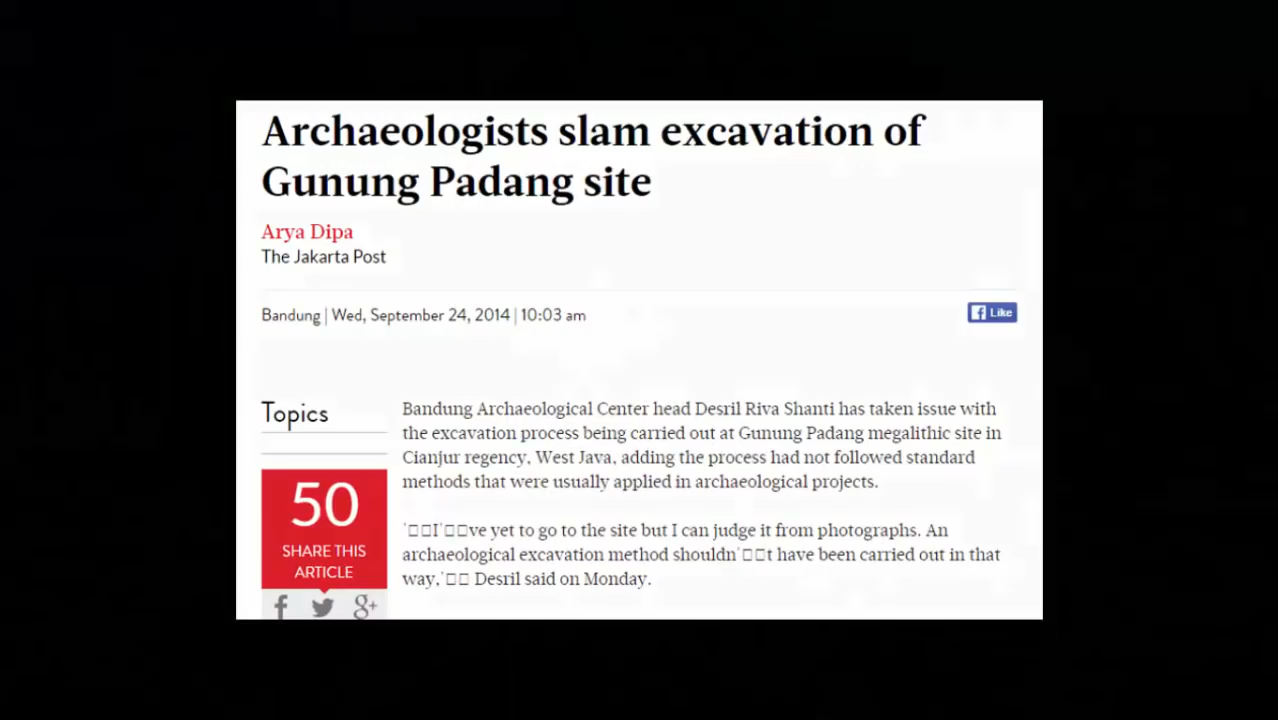 Archaeologists slam excavation of
Gunung Padang site
Arya Dipa
The Jakarta Post
Bandung | Wed, September 24, 2014 | 10:03 am
Like
Topics
50
SHARE THIS
ARTICLE
Bandung Archaeological Center head Desril Riva Shanti has taken issue with
the excavation process being carried out at Gunung Padang megalithic site in
Cianjur regency, West Java, adding the process had not followed standard
methods that were usually applied in archaeological projects.
'□□I'□□ve yet to go to the site but I can judge it from photographs. An
archaeological excavation method shouldn'□□t have been carried out in that
way,'□□ Desril said on Monday.